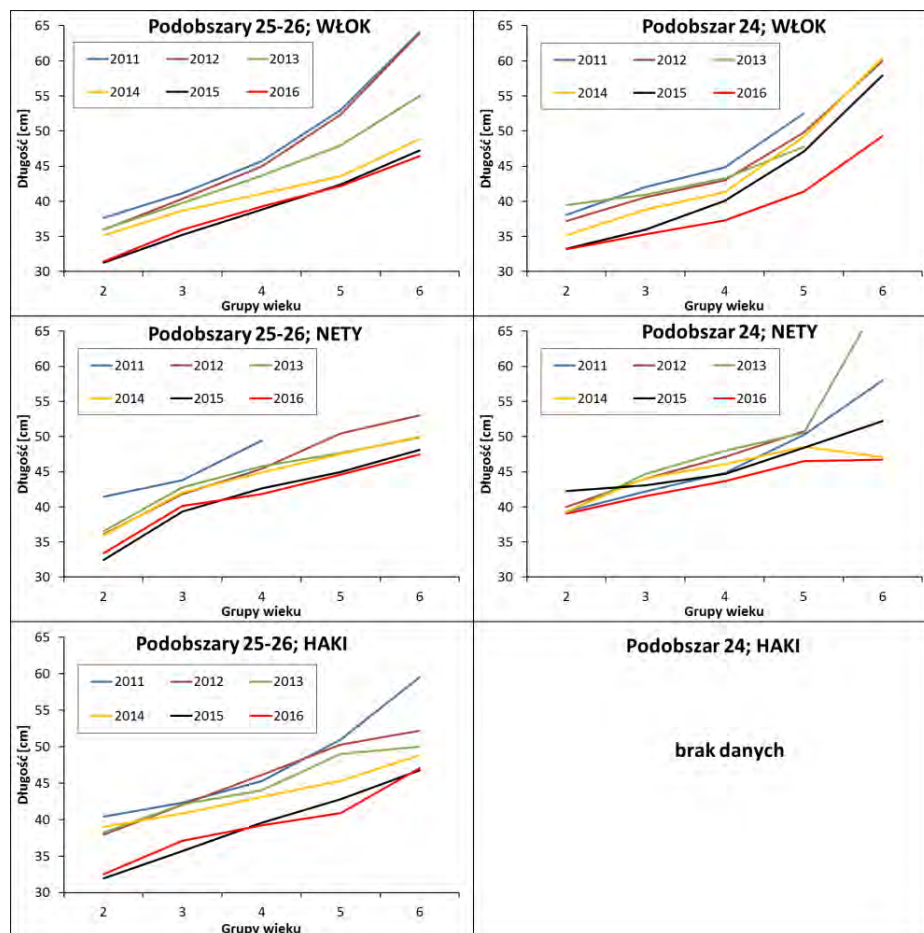 Podobszary 25-26; WŁOK
65
60
55
50
45
40
35
30
Długość [cm]
2011 2012 2013
2014 2015 2016
2 3 4 5 6
Grupy wieku
Podobszar 24; WŁOK
65
60
55
50
45
40
35
30
Długość [cm]
2011 2012 2013
2014 2015 2016
2 3 4 5 6
Grupy wieku
Podobszary 25-26; NETY
65
60
55
50
45
40
35
30
Długość [cm]
2011 2012 2013
2014 2015 2016
2 3 4 5 6
Grupy wieku
Podobszar 24; NETY
65
60
55
50
45
40
35
30
Długość [cm]
2011 2012 2013
2014 2015 2016
2 3 4 5 6
Grupy wieku
Podobszary 25-26; HAKI
65
60
55
50
45
40
35
30
Długość [cm]
2011 2012 2013
2014 2015 2016
2 3 4 5 6
Grupy wieku
Podobszar 24; HAKI
brak danych